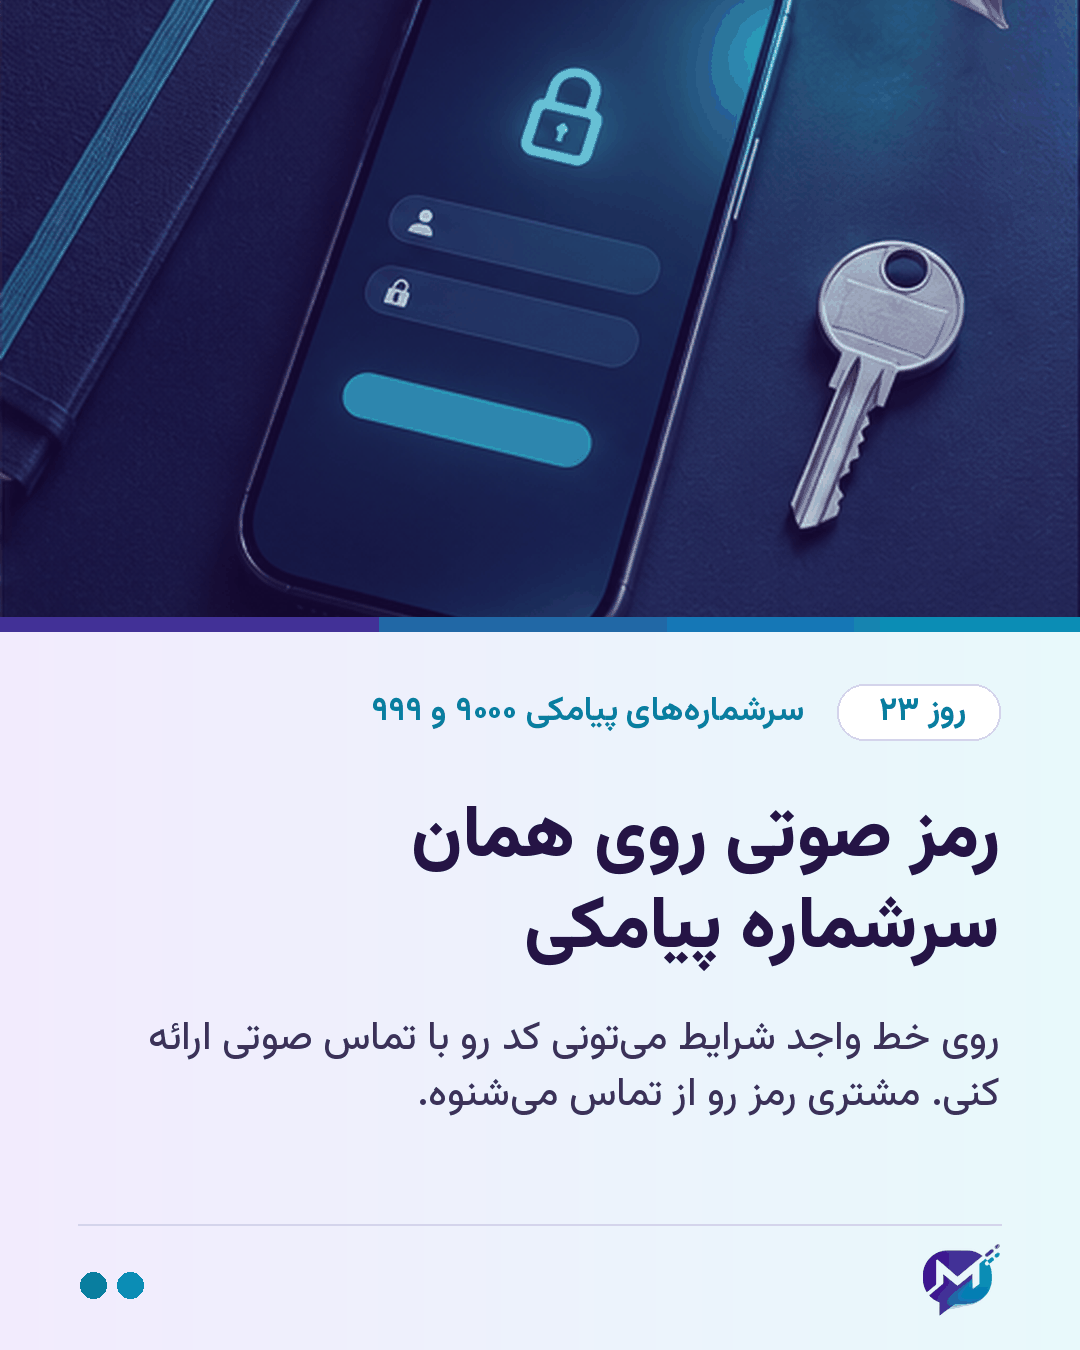 روز ۲۳
سرشماره‌های پیامکی ۹۰۰۰ و ۹۹۹
رمز صوتی روی همان
سرشماره پیامکی
روی خط واجد شرایط می‌تونی کد رو با تماس صوتی ارائه
کنی. مشتری رمز رو از تماس می‌شنوه.